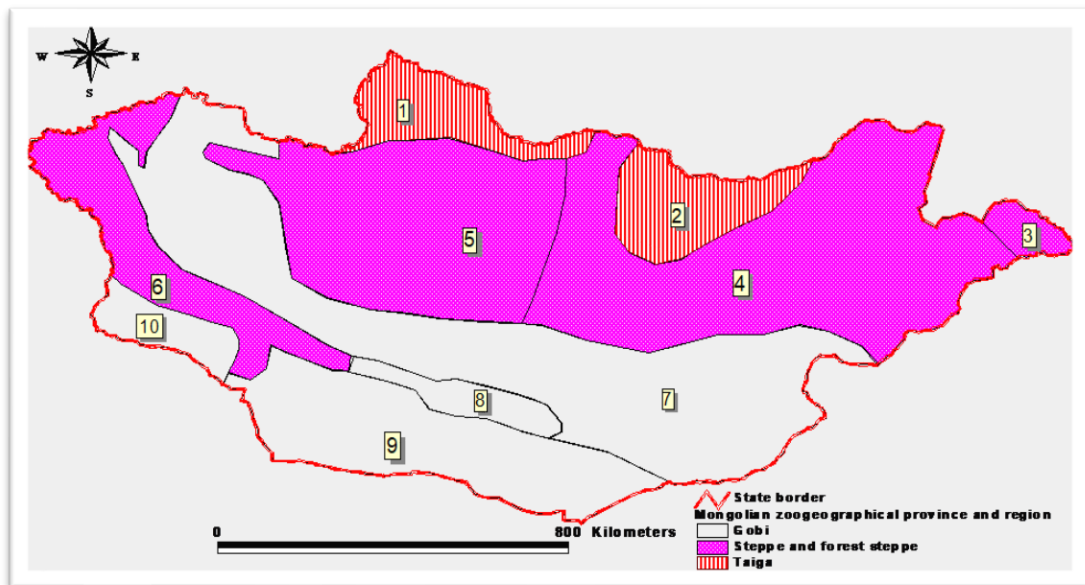 W E
S
1
2
3
5
4
6
10
8
7
9
State border
Mongolian zoogeographical province and region
0 800 Kilometers
Gobi
Steppe and forest steppe
Taiga